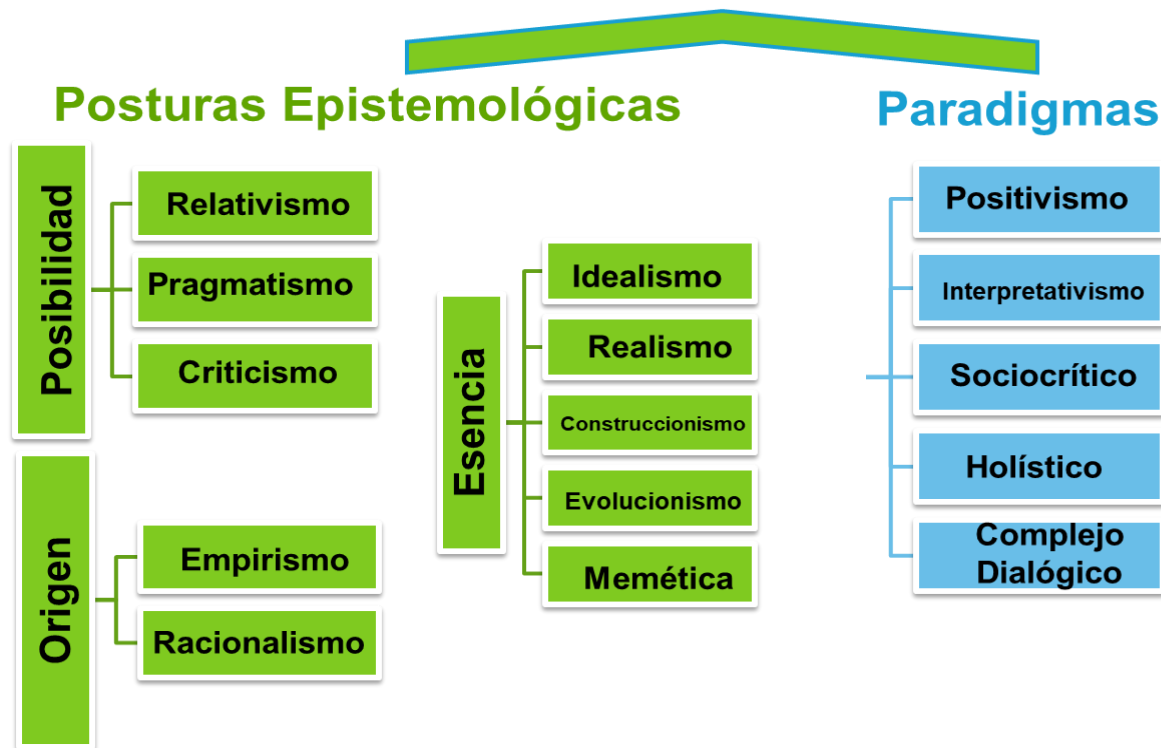 Posturas Epistemológicas
Posibilidad
Relativismo
Pragmatismo
Criticismo
Origen
Empirismo
Racionalismo
Esencia
Idealismo
Realismo
Construccionismo
Evolucionismo
Memética
Paradigmas
Positivismo
Interpretativismo
Sociocrítico
Holístico
Complejo
Dialógico